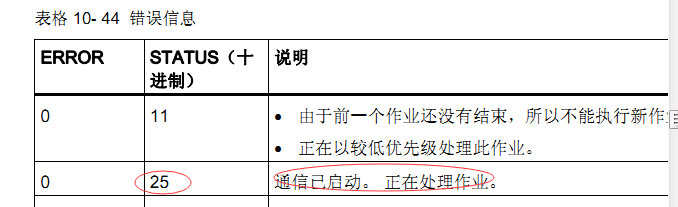 表格 10- 44 错误信息
ERROR STATUS（十进制） 说明
0 11 • 由于前一个作业还没有结束，所以不能执行新作
• 正在以较低优先级处理此作业。
0 25 通信已启动。 正在处理作业。